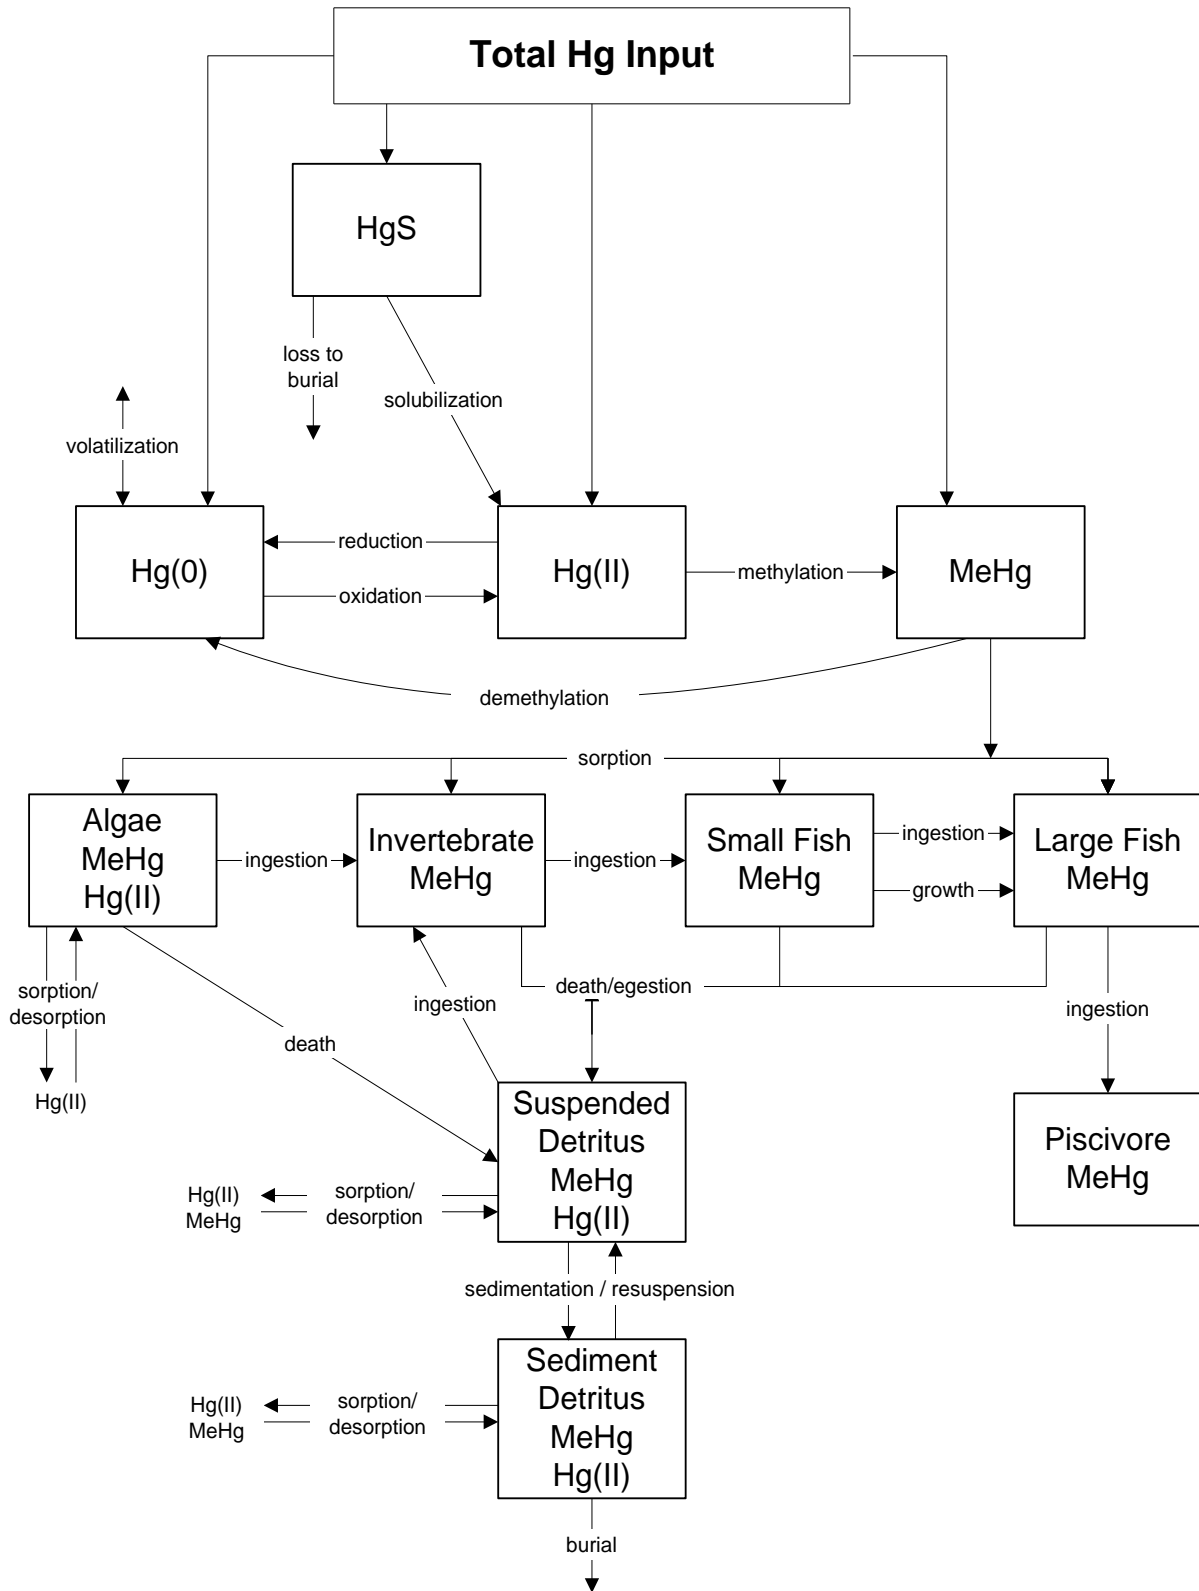 Total Hg Input
HgS
loss to
burial
solubilization
volatilization
Hg(0)
reduction
oxidation
Hg(II)
methylation
MeHg
demethylation
sorption
Algae
MeHg
Hg(II)
ingestion
Invertebrate
MeHg
ingestion
Small Fish
MeHg
ingestion
growth
Large Fish
MeHg
sorption/
desorption
Hg(II)
death
ingestion
death/egestion
ingestion
Piscivore
MeHg
Suspended
Detritus
MeHg
Hg(II)
Hg(II)
MeHg
sorption/
desorption
sedimentation / resuspension
Sediment
Detritus
MeHg
Hg(II)
Hg(II)
MeHg
sorption/
desorption
burial